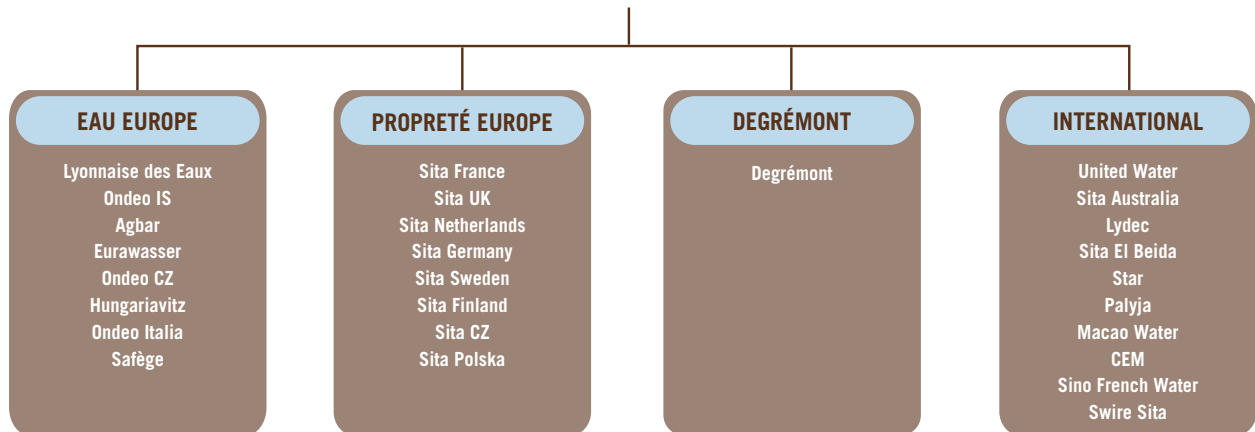 EAU EUROPE
Lyonnaise des Eaux
Ondeo IS
Agbar
Eurawasser
Ondeo CZ
Hungariavitz
Ondeo Italia
Safège
PROPRETÉ EUROPE
Sita France
Sita UK
Sita Netherlands
Sita Germany
Sita Sweden
Sita Finland
Sita CZ
Sita Polska
DEGRÉMONT
Degrémont
INTERNATIONAL
United Water
Sita Australia
Lydec
Sita El Beida
Star
Palyja
Macao Water
CEM
Sino French Water
Swire Sita